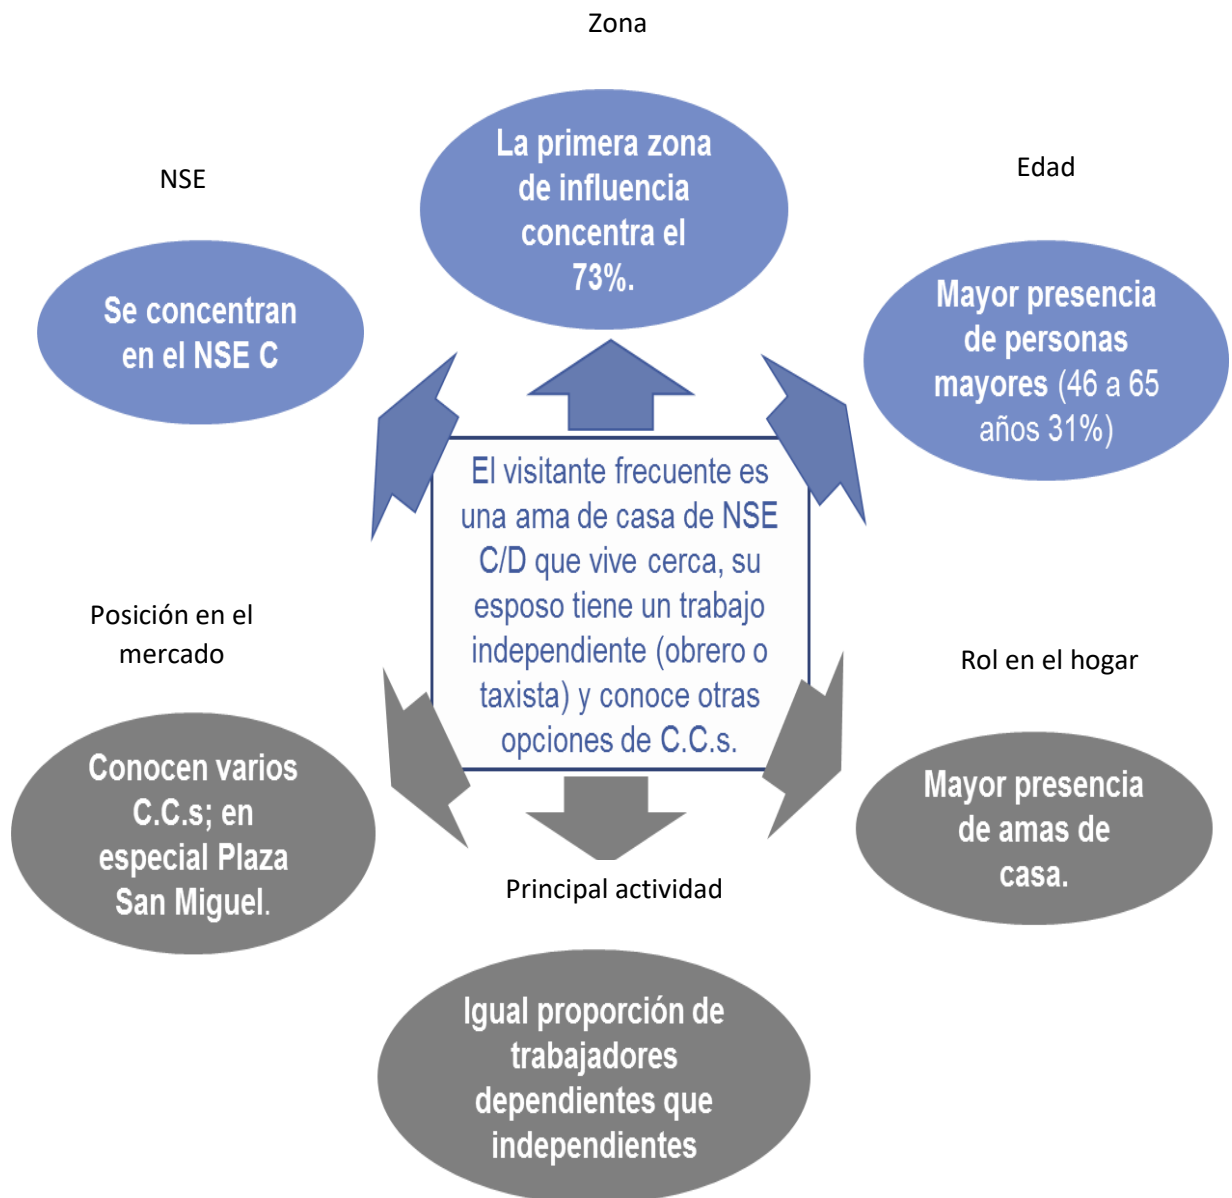 Zona
La primera zona
de influencia
concentra el
73%.
NSE
Se concentran
en el NSE C
Edad
Mayor presencia
de personas
mayores (46 a 65
años 31%)
El visitante frecuente es
una ama de casa de NSE
C/D que vive cerca, su
esposo tiene un trabajo
independiente (obrero o
taxista) y conoce otras
opciones de C.C.s.
Posición en el
mercado
Conocen varios
C.C.s; en
especial Plaza
San Miguel.
Rol en el hogar
Mayor presencia
de amas de
casa.
Principal actividad
Igual proporción de
trabajadores
dependientes que
independientes